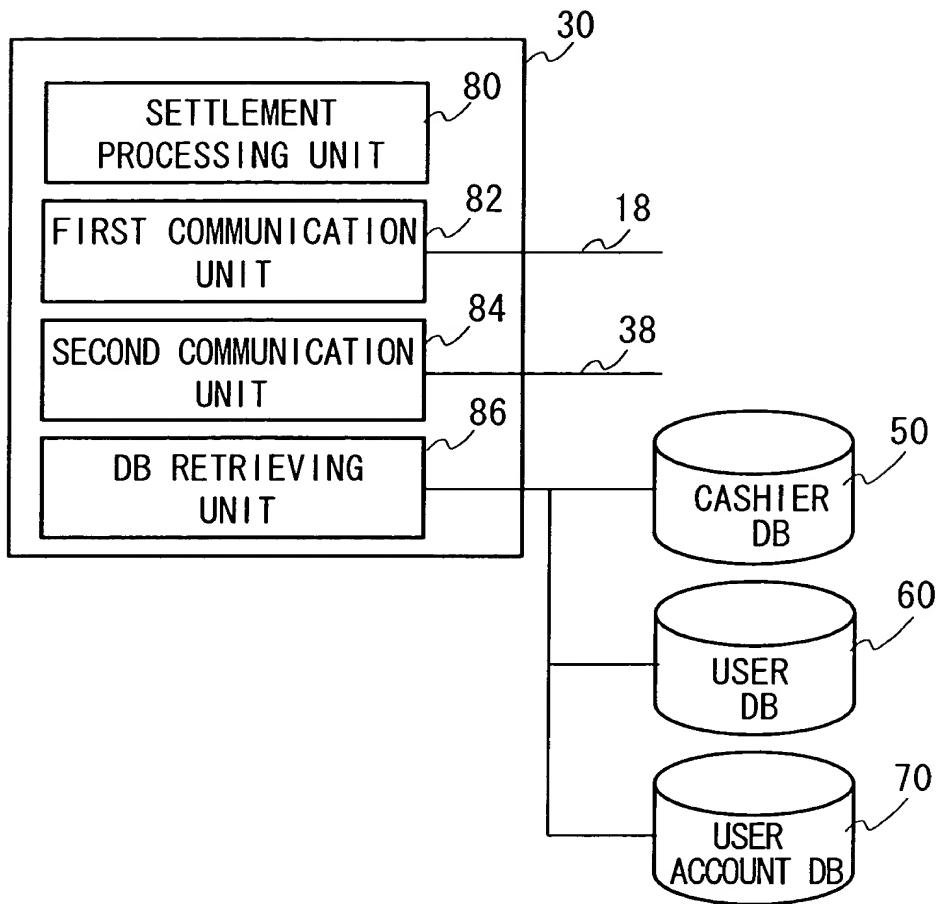 30
80
SETTLEMENT
PROCESSING UNIT
82
FIRST COMMUNICATION
UNIT
18
84
SECOND COMMUNICATION
UNIT
38
86
DB RETRIEVING
UNIT
50
CASHIER
DB
60
USER
DB
70
USER
ACCOUNT DB